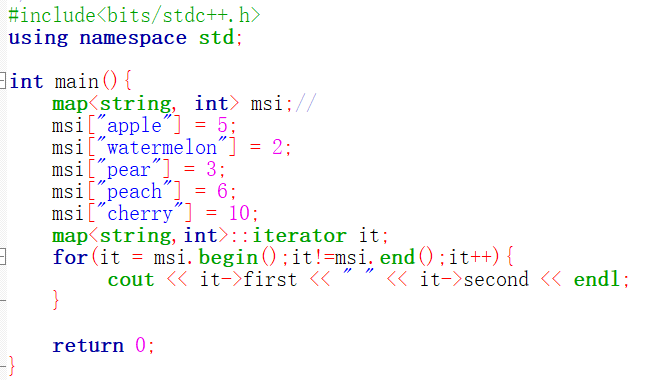 #include<bits/stdc++.h>
using namespace std;
int main(){
map<string, int> msi;//
msi["apple"] = 5;
msi["watermelon"] = 2;
msi["pear"] = 3;
msi["peach"] = 6;
msi["cherry"] = 10;
map<string,int>::iterator it;
for(it = msi.begin();it!=msi.end();it++){
cout << it->first << " " << it->second << endl;
}
return 0;
}